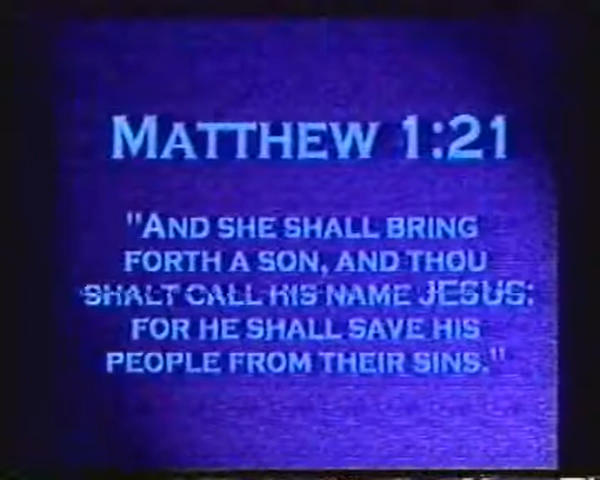 MATTHEW 1:21
"AND SHE SHALL BRING
FORTH A SON, AND THOU
SHALT CALL HIS NAME JESUS:
FOR HE SHALL SAVE HIS
PEOPLE FROM THEIR SINS."